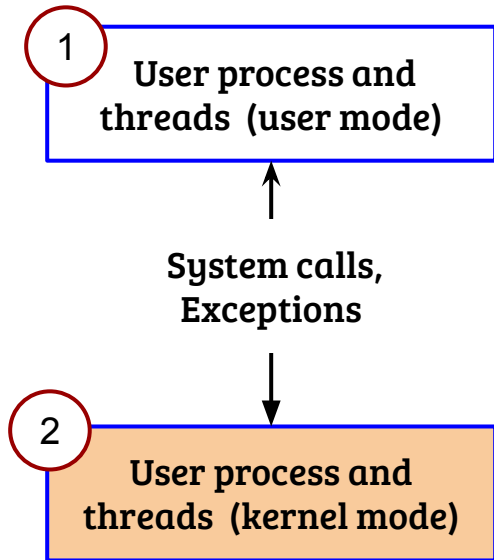 1
User process and
threads (user mode)
System calls,
Exceptions
2
User process and
threads (kernel mode)